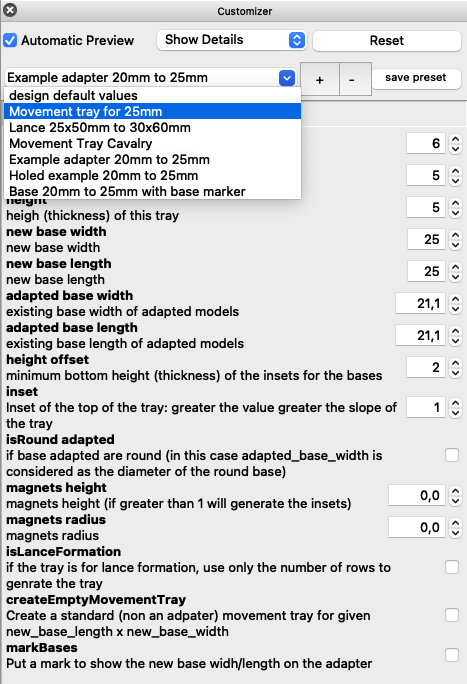 Customizer
Automatic Preview
Show Details
Reset
Example adapter 20mm to 25mm
+
-
save preset
design default values
Movement tray for 25mm
Lance 25x50mm to 30x60mm
Movement Tray Cavalry
Example adapter 20mm to 25mm
Holed example 20mm to 25mm
Base 20mm to 25mm with base marker
6
5
height
heigh (thickness) of this tray
5
new base width
new base width
25
new base length
new base length
25
adapted base width
existing base width of adapted models
21,1
adapted base length
existing base length of adapted models
21,1
height offset
minimum bottom height (thickness) of the insets for the bases
2
inset
Inset of the top of the tray: greater the value greater the slope of
the tray
1
isRound adapted
if base adapted are round (in this case adapted_base_width is
considered as the diameter of the round base)
magnets height
magnets height (if greater than 1 will generate the insets)
0,0
magnets radius
magnets radius
0,0
isLanceFormation
if the tray is for lance formation, use only the number of rows to
genrate the tray
createEmptyMovementTray
Create a standard (non an adpater) movement tray for given
new_base_length x new_base_width
markBases
Put a mark to show the new base widh/length on the adapter